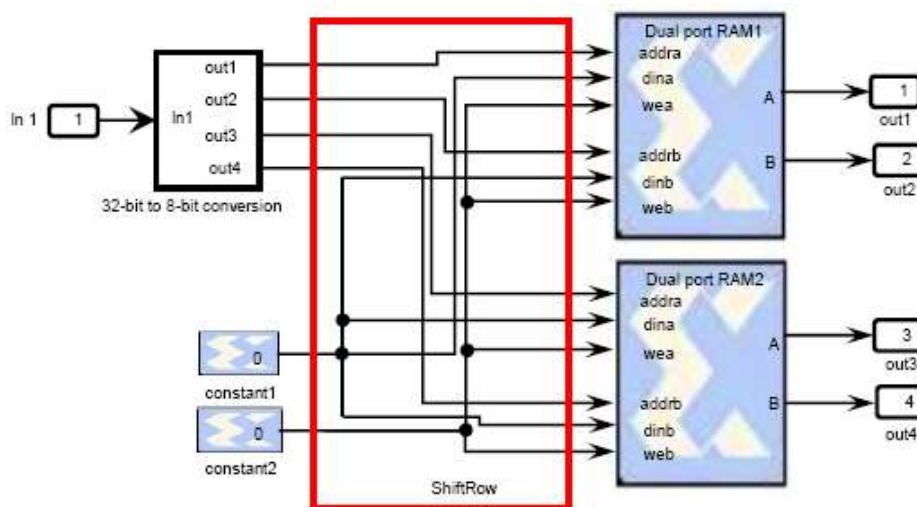 In 1
1
In1
out1
out2
out3
out4
32-bit to 8-bit conversion
0
constant1
0
constant2
ShiftRow
Dual port RAM1
addra
dina
wea
addrb
dinb
web
A
B
1
out1
2
out2
Dual port RAM2
addra
dina
wea
addrb
dinb
web
A
B
3
out3
4
out4